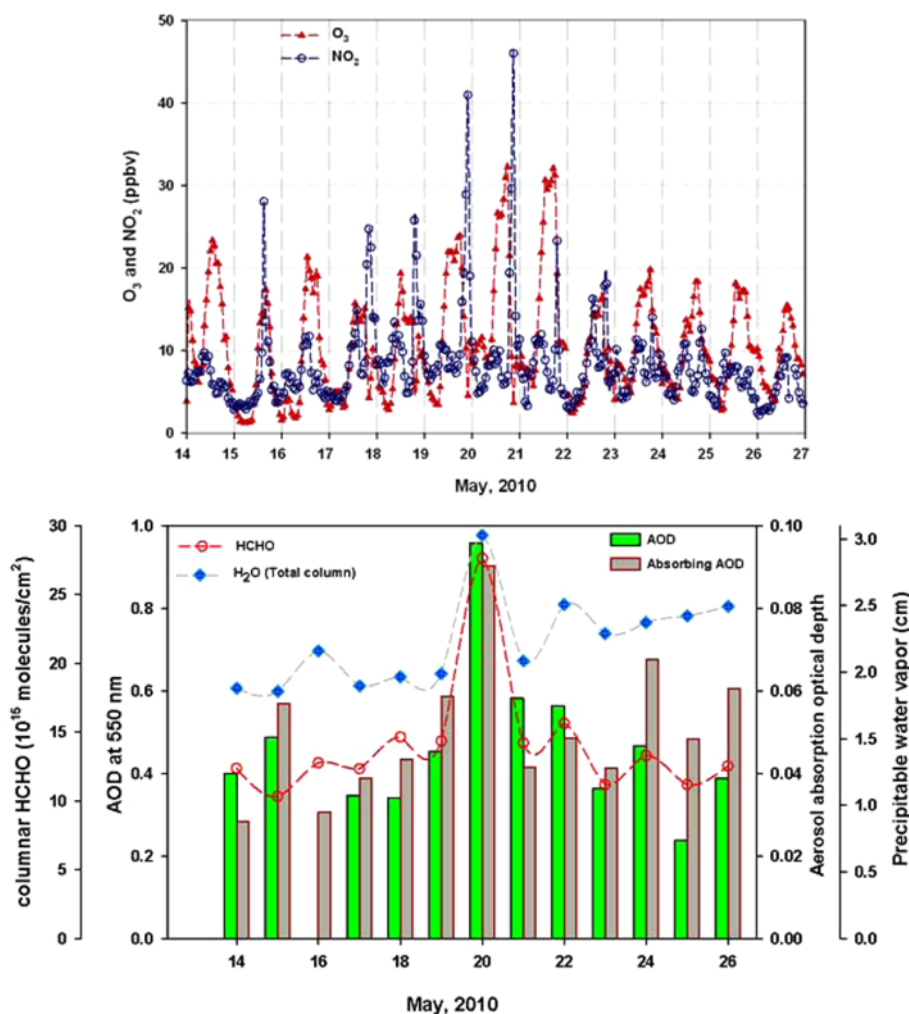 50
40
30
20
10
0
O₃ and NO₂ (ppbv)
O₃
NO₂
14 15 16 17 18 19 20 21 22 23 24 25 26 27
May, 2010
30
25
20
15
10
5
0
columnar HCHO (10¹⁵ molecules/cm²)
1.0
0.8
0.6
0.4
0.2
0.0
AOD at 550 nm
HCHO
H₂O (Total column)
AOD
Absorbing AOD
0.10
0.08
0.06
0.04
0.02
0.00
Aerosol absorption optical depth
3.0
2.5
2.0
1.5
1.0
0.5
0.0
Precipitable water vapor (cm)
14 16 18 20 22 24 26
May, 2010